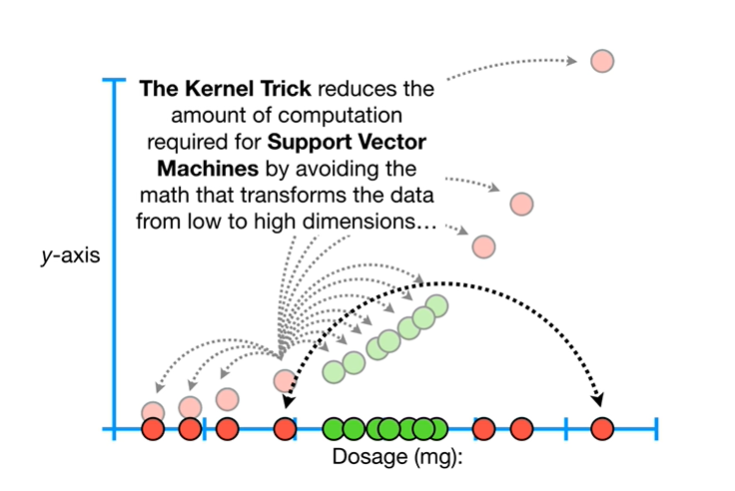 The Kernel Trick reduces the
amount of computation
required for Support Vector
Machines by avoiding the
math that transforms the data
from low to high dimensions…
y-axis
Dosage (mg):